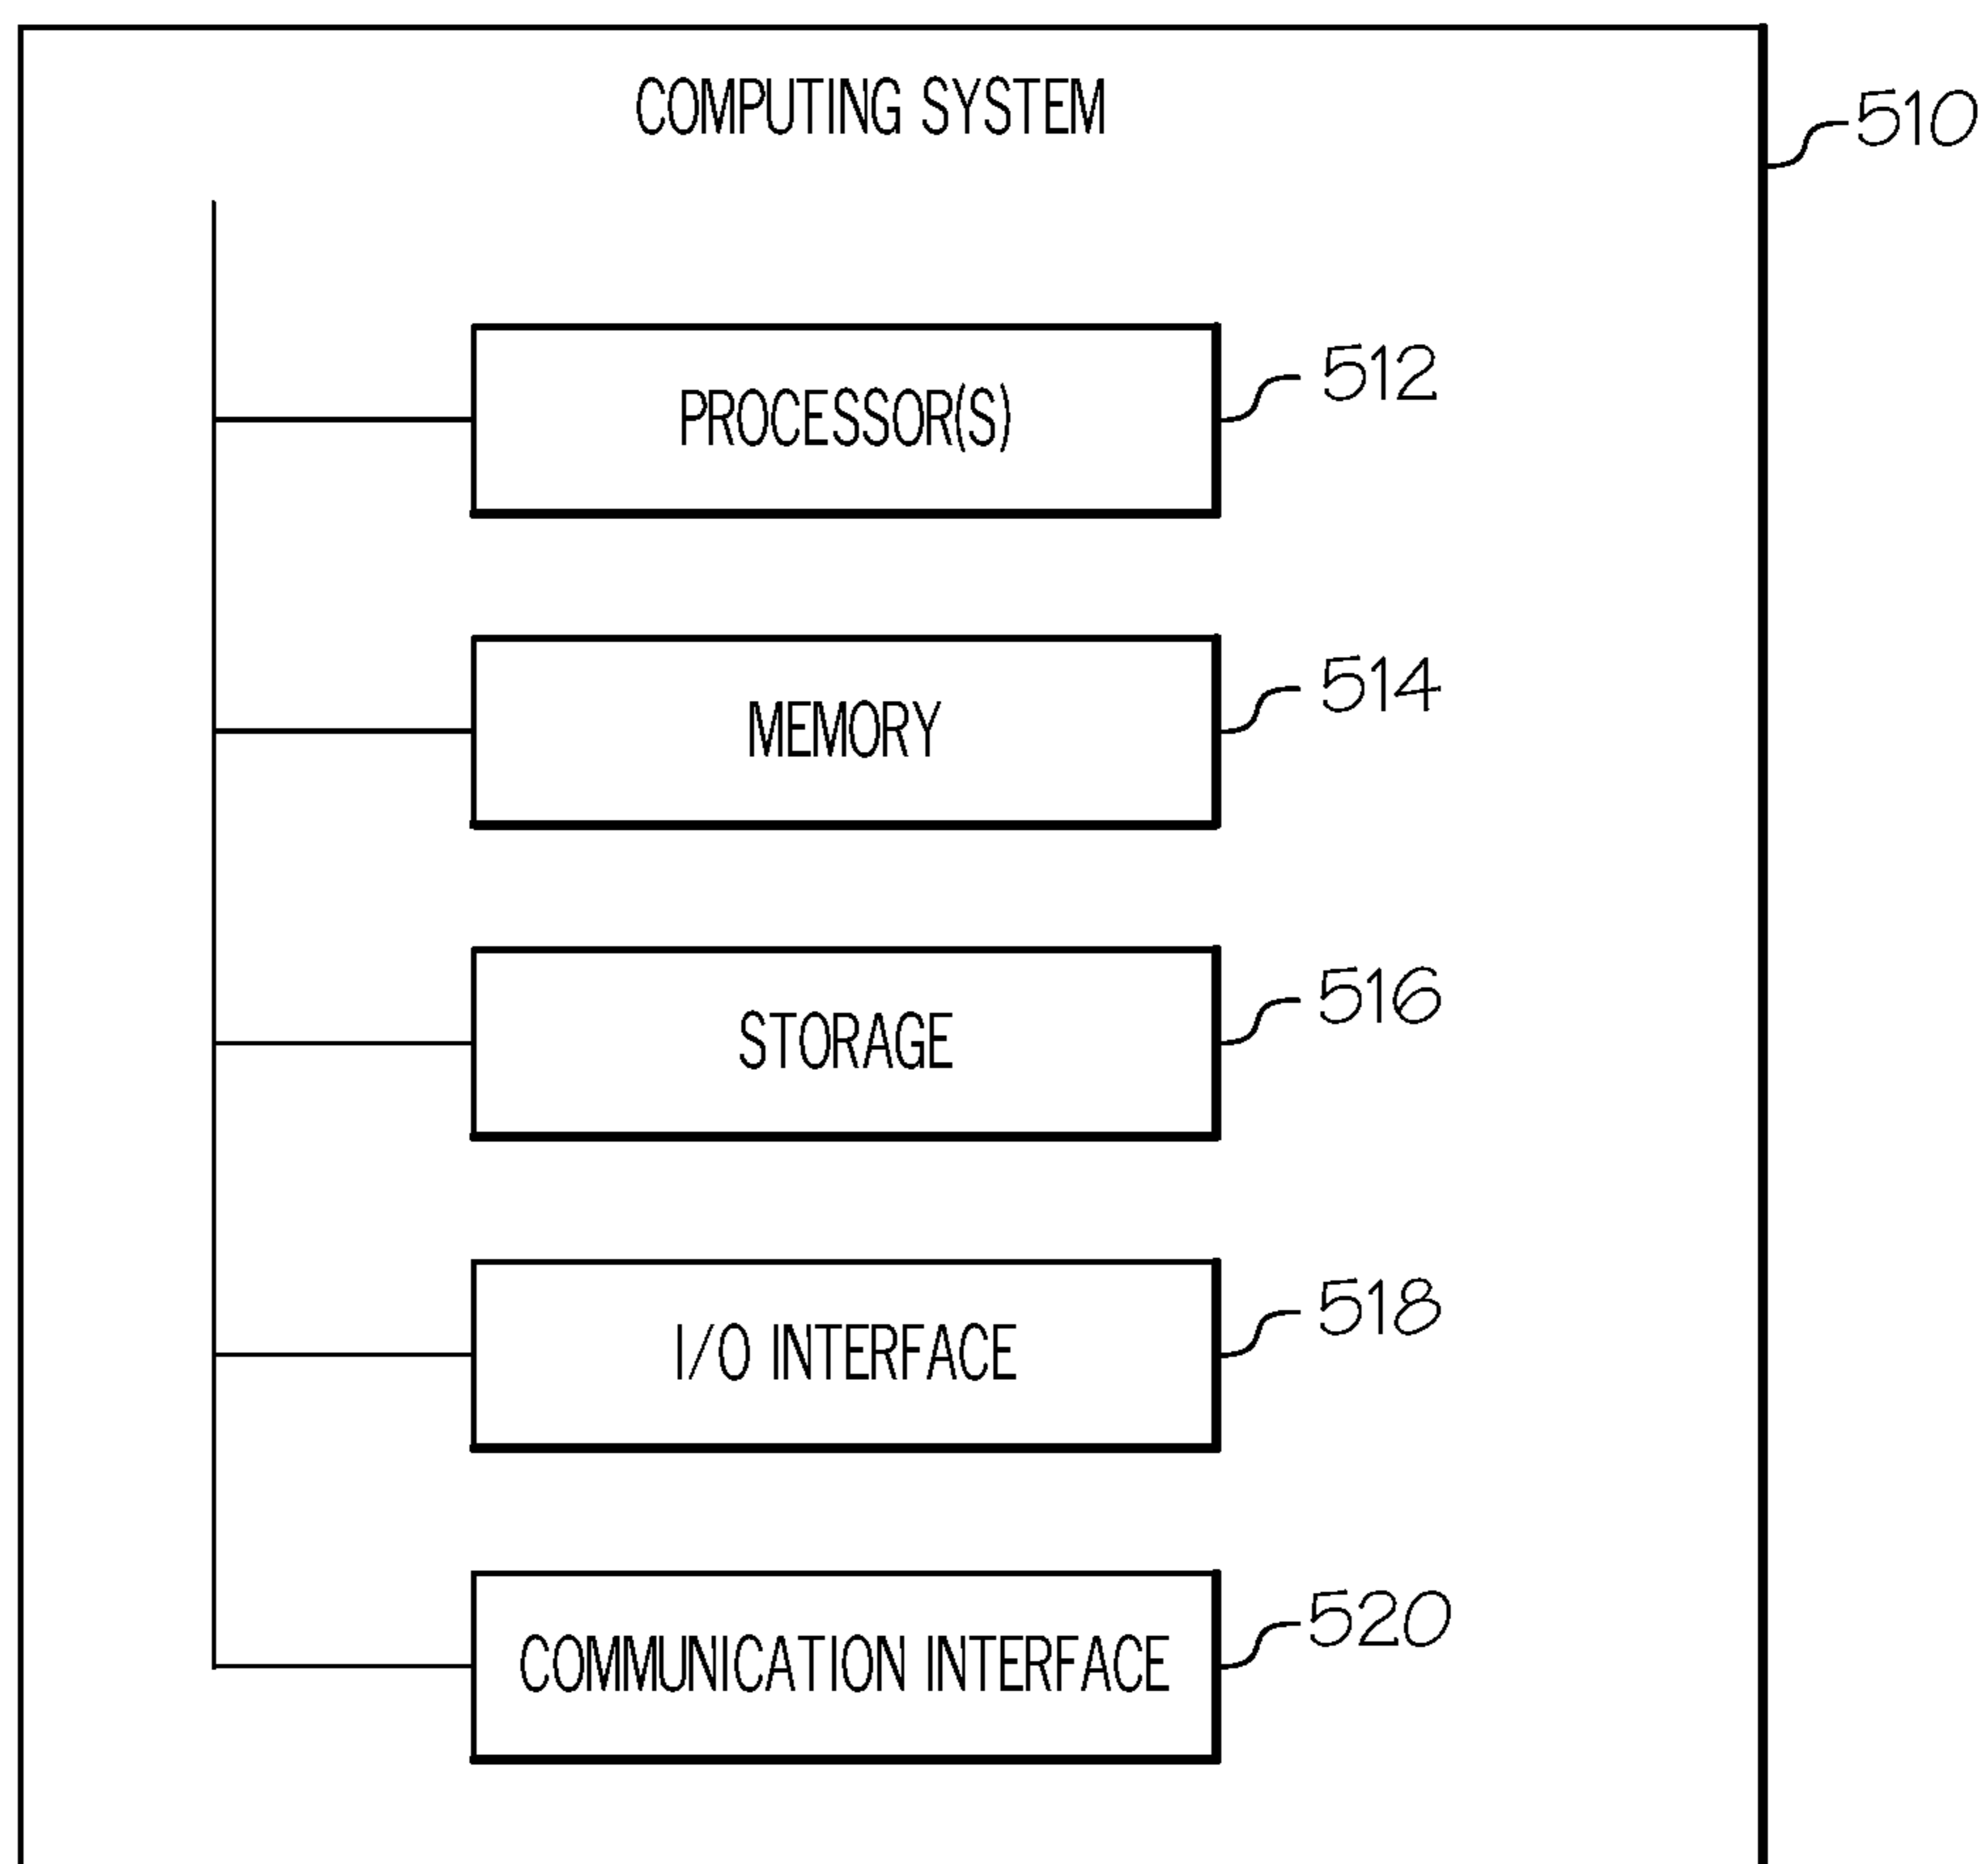 COMPUTING SYSTEM
510
PROCESSOR(S)
512
MEMORY
514
STORAGE
516
I/O INTERFACE
518
COMMUNICATION INTERFACE
520